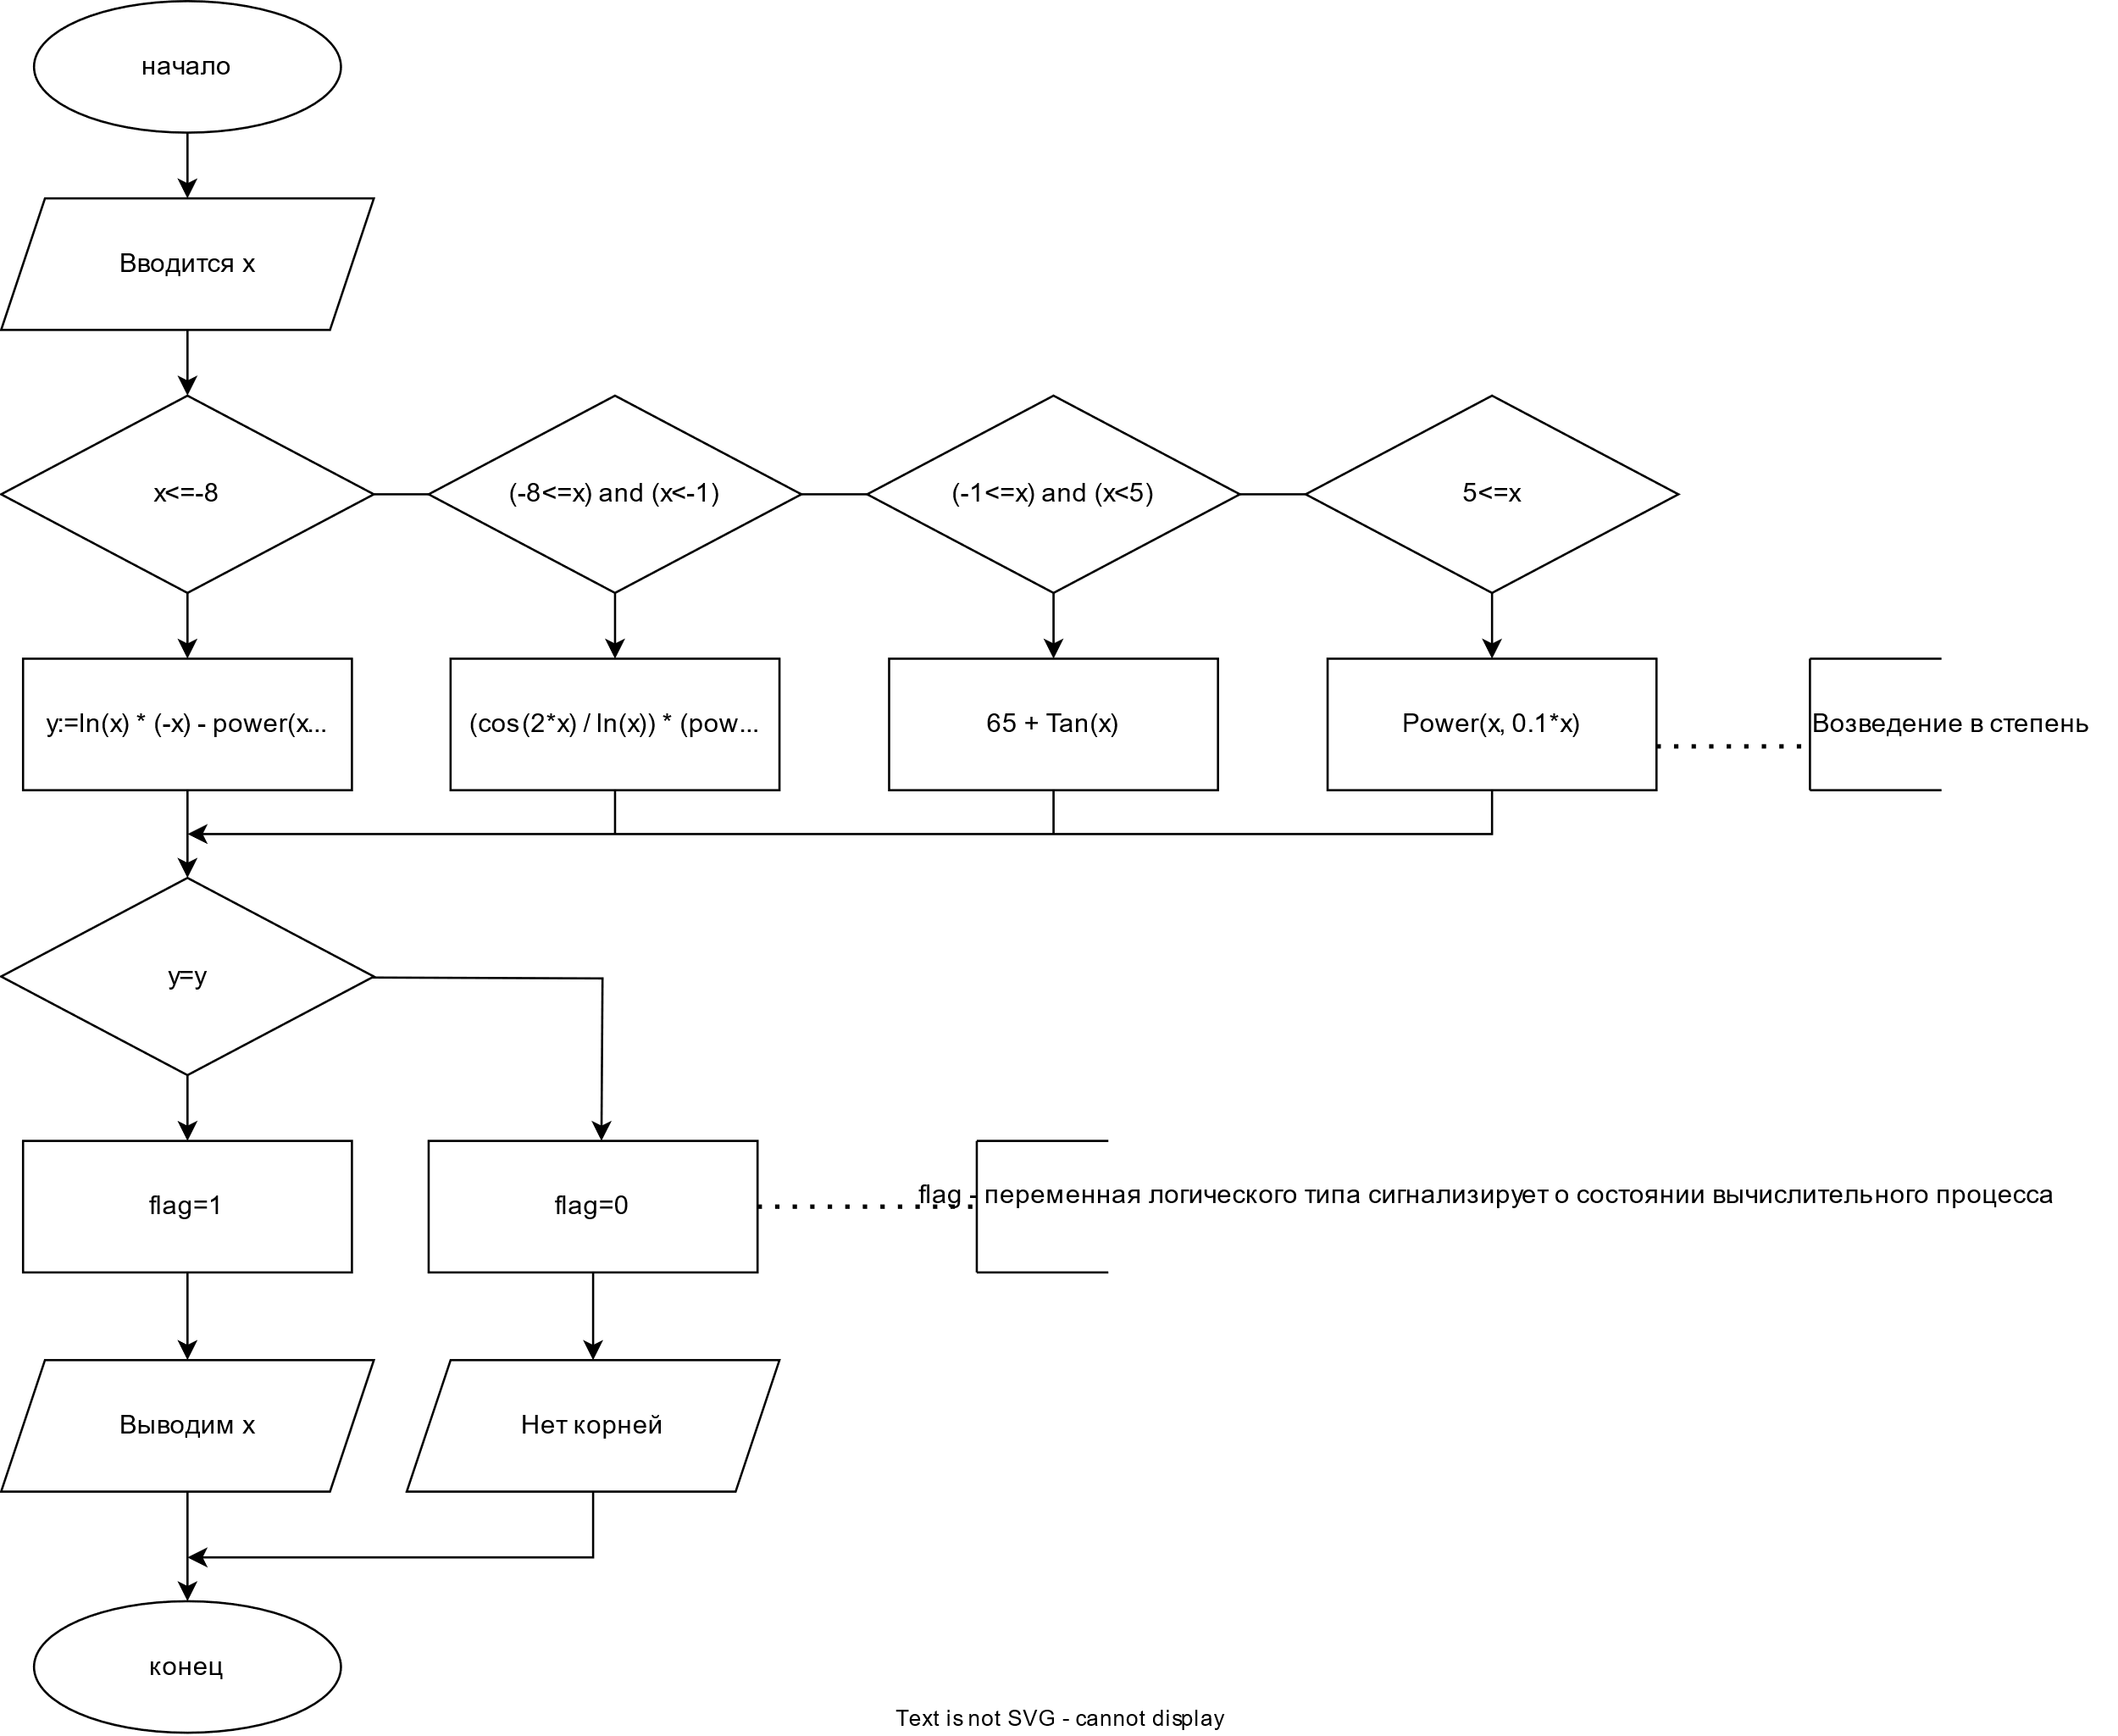 начало
Вводится x
x<=-8
(-8<=x) and (x<-1)
(-1<=x) and (x<5)
5<=x
y:=ln(x) * (-x) - power(x...
(cos(2*x) / ln(x)) * (pow...
65 + Tan(x)
Power(x, 0.1*x)
Возведение в степень
y=y
flag=1
flag=0
flag - переменная логического типа сигнализирует о состоянии вычислительного процесса
Выводим x
Нет корней
конец
Text is not SVG - cannot display